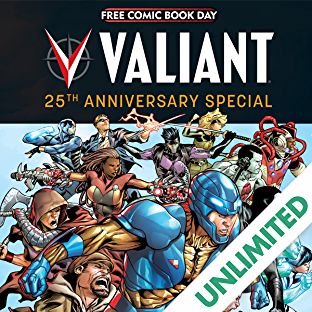 FREE COMIC BOOK DAY
VALIANT
25TH ANNIVERSARY SPECIAL
UNLIMITED